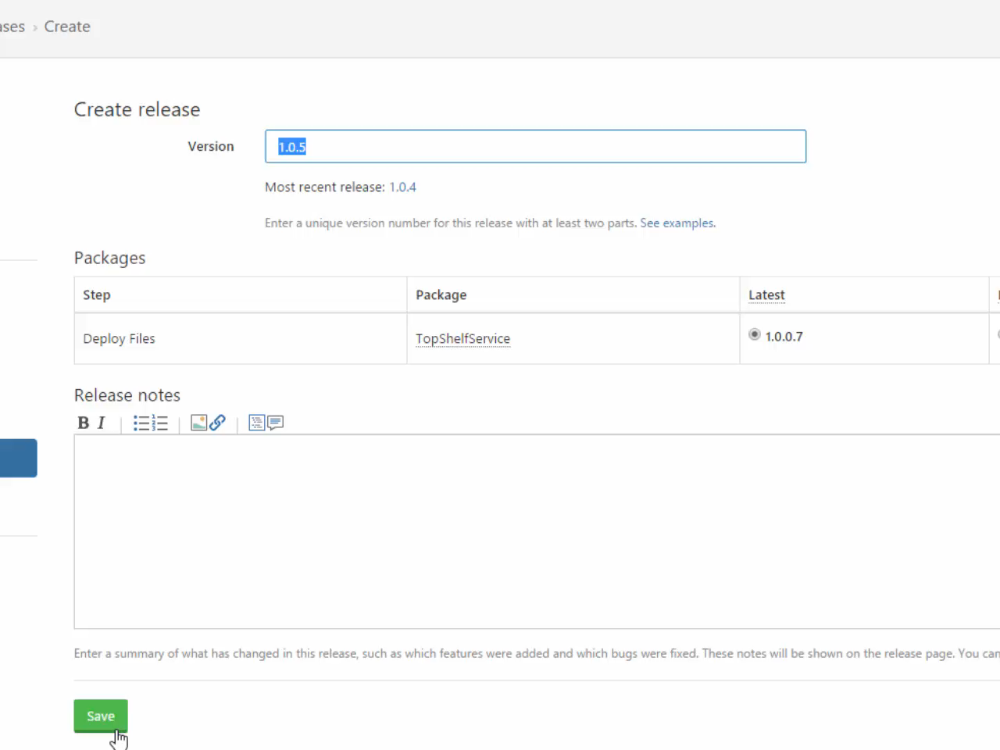 ases › Create
Create release
Version 1.0.5
Most recent release: 1.0.4
Enter a unique version number for this release with at least two parts. See examples.
Packages
Step Package Latest
Deploy Files TopShelfService 1.0.0.7
Release notes
B I
Enter a summary of what has changed in this release, such as which features were added and which bugs were fixed. These notes will be shown on the release page. You can
Save